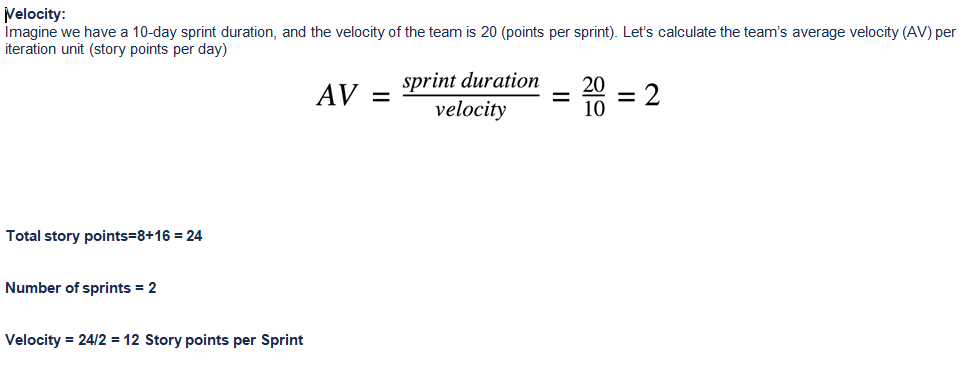 Velocity:
Imagine we have a 10-day sprint duration, and the velocity of the team is 20 (points per sprint). Let's calculate the team's average velocity (AV) per
iteration unit (story points per day)
AV = sprint duration / velocity = 20 / 10 = 2
Total story points=8+16 = 24
Number of sprints = 2
Velocity = 24/2 = 12 Story points per Sprint